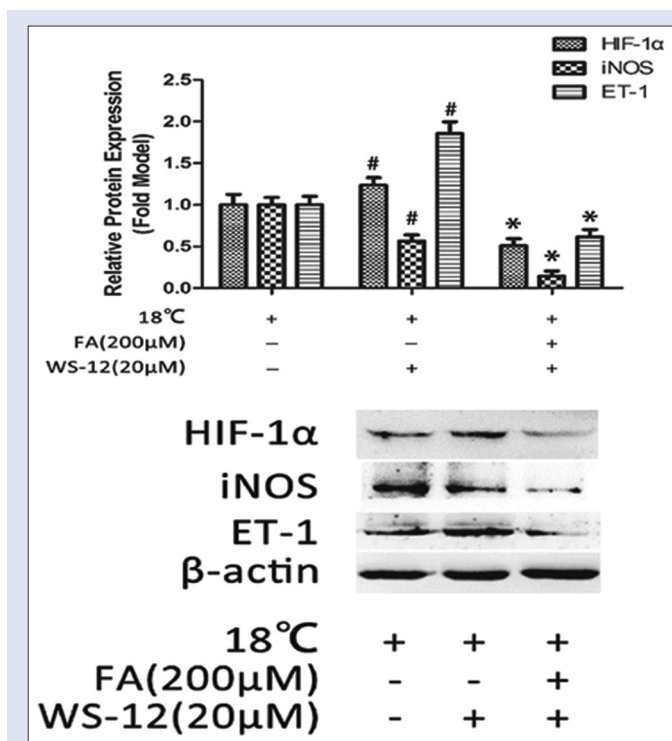 HIF-1α
iNOS
ET-1
Relative Protein Expression
(Fold Model)
2.5
2.0
1.5
1.0
0.5
0.0
# # #
* * *
18℃ + + +
FA(200μM) − − +
WS-12(20μM) − + +
HIF-1α
iNOS
ET-1
β-actin
18℃ + + +
FA(200μM) - - +
WS-12(20μM) - + +